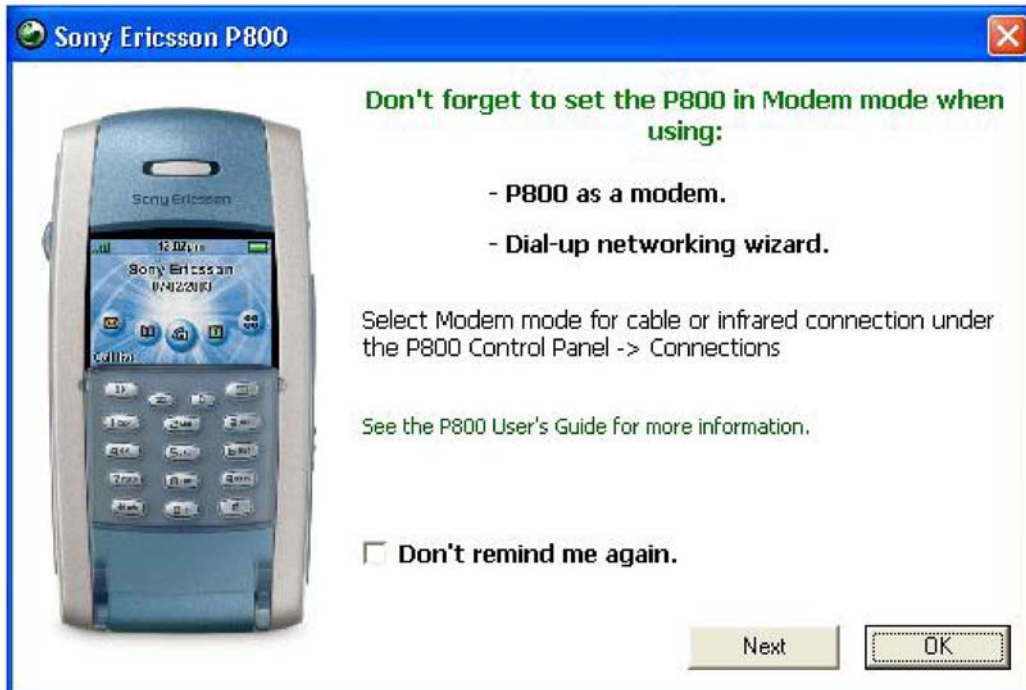 Sony Ericsson P800
Don't forget to set the P800 in Modem mode when
using:
- P800 as a modem.
- Dial-up networking wizard.
Select Modem mode for cable or infrared connection under
the P800 Control Panel -> Connections
See the P800 User's Guide for more information.
Don't remind me again.
Next
OK
Sony Ericsson
Sony Ericsson